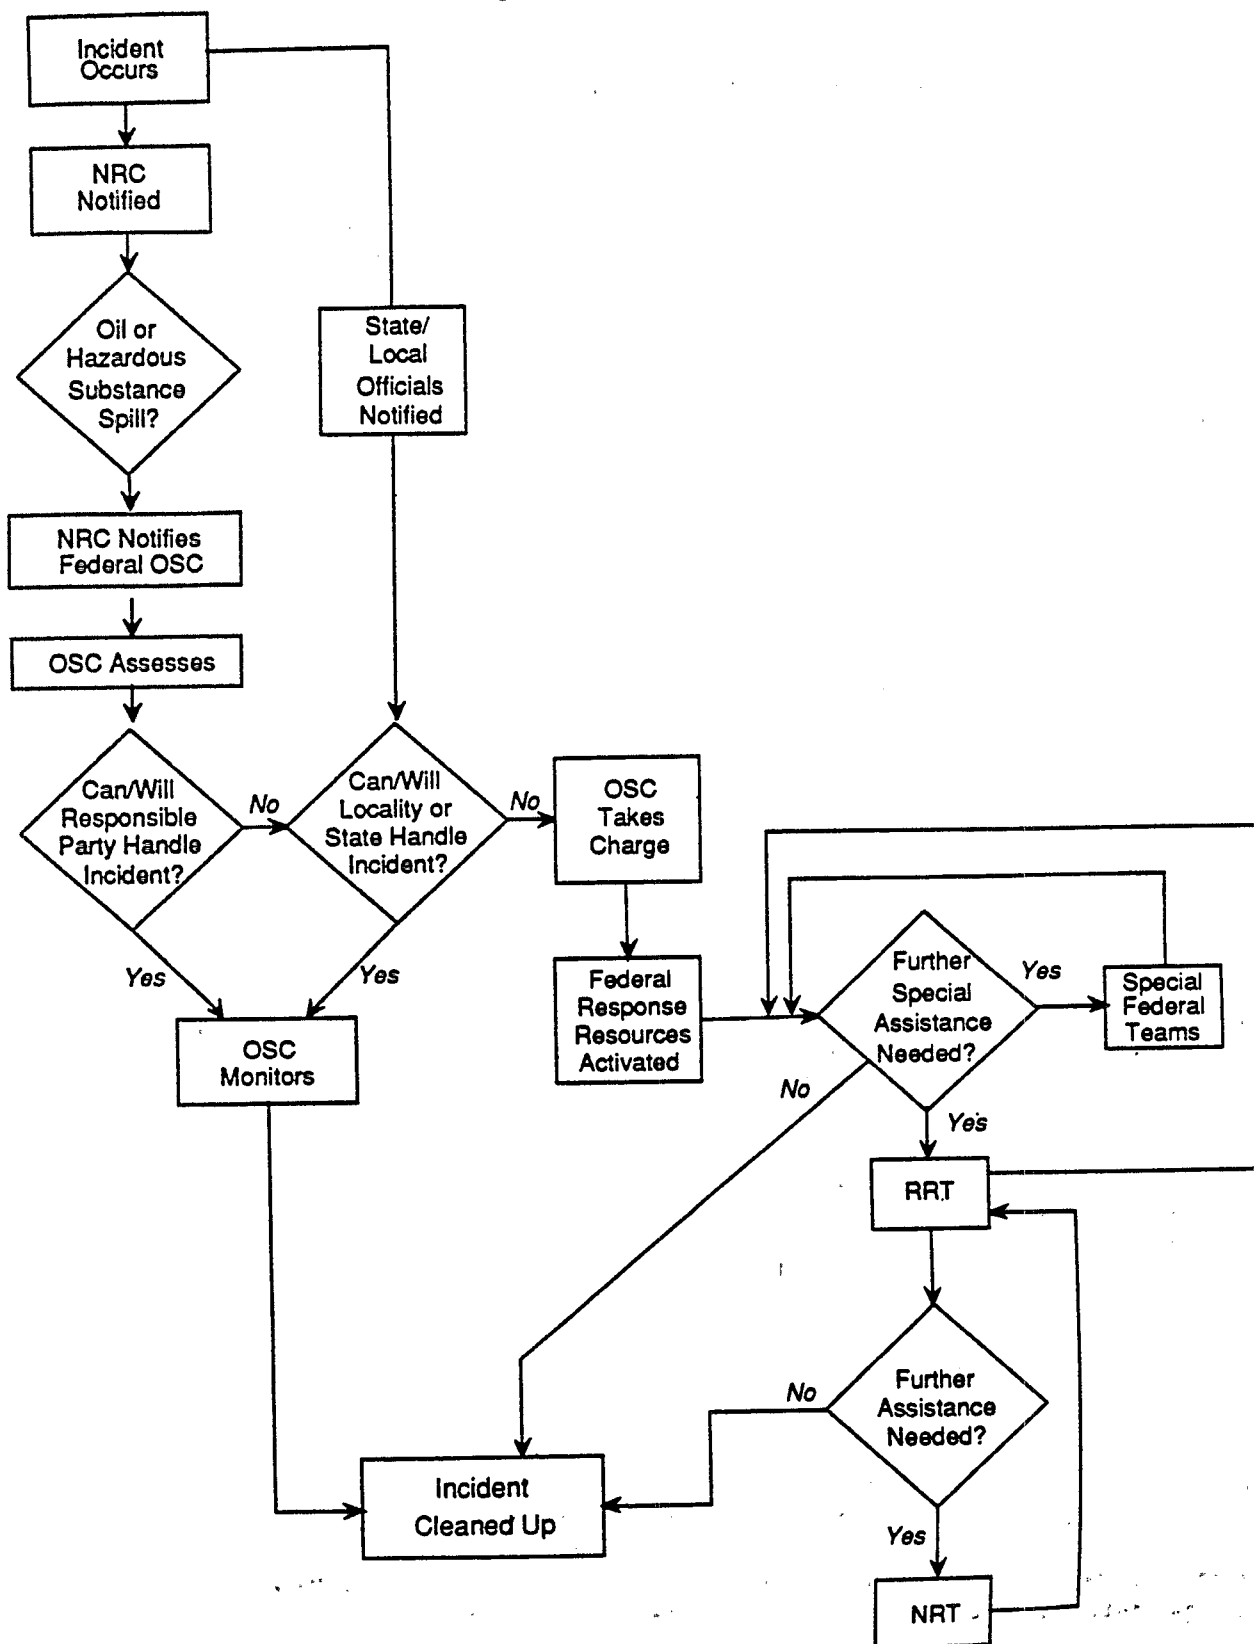 Incident
Occurs
NRC
Notified
Oil or
Hazardous
Substance
Spill?
State/
Local
Officials
Notified
NRC Notifies
Federal OSC
OSC Assesses
Can/Will
Responsible
Party Handle
Incident?
No
Can/Will
Locality or
State Handle
Incident?
No
OSC
Takes
Charge
Yes
Yes
OSC
Monitors
Federal
Response
Resources
Activated
Further
Special
Assistance
Needed?
Yes
Special
Federal
Teams
No
Yes
RRT
Further
Assistance
Needed?
No
Incident
Cleaned Up
Yes
NRT